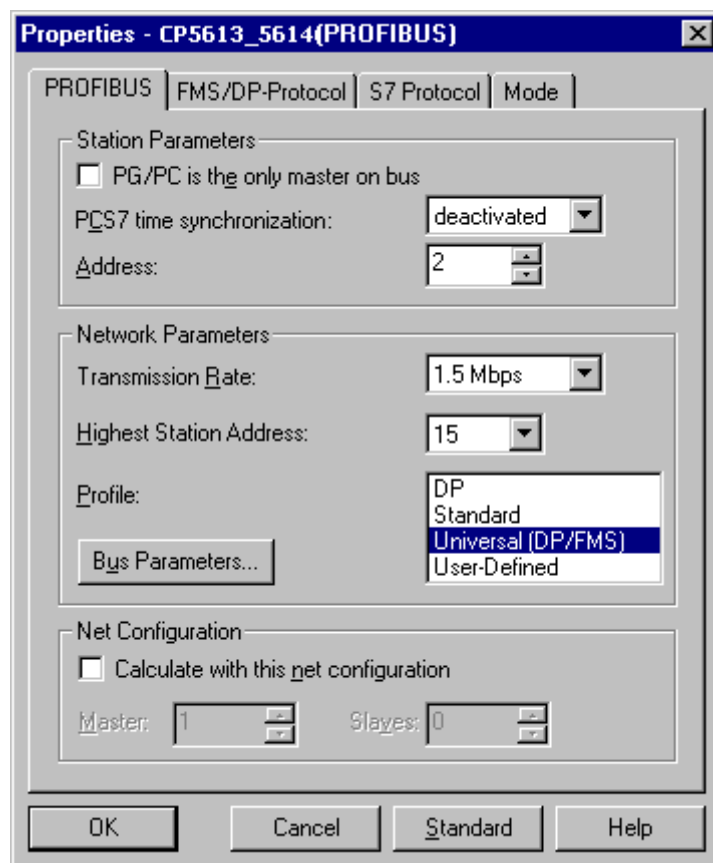 Properties - CP5613_5614(PROFIBUS)
PROFIBUS FMS/DP-Protocol S7 Protocol Mode
Station Parameters
PG/PC is the only master on bus
PCS7 time synchronization: deactivated
Address: 2
Network Parameters
Transmission Rate: 1.5 Mbps
Highest Station Address: 15
Profile: DP
Standard
Universal (DP/FMS)
Bus Parameters... User-Defined
Net Configuration
Calculate with this net configuration
Master: 1 Slaves: 0
OK Cancel Standard Help